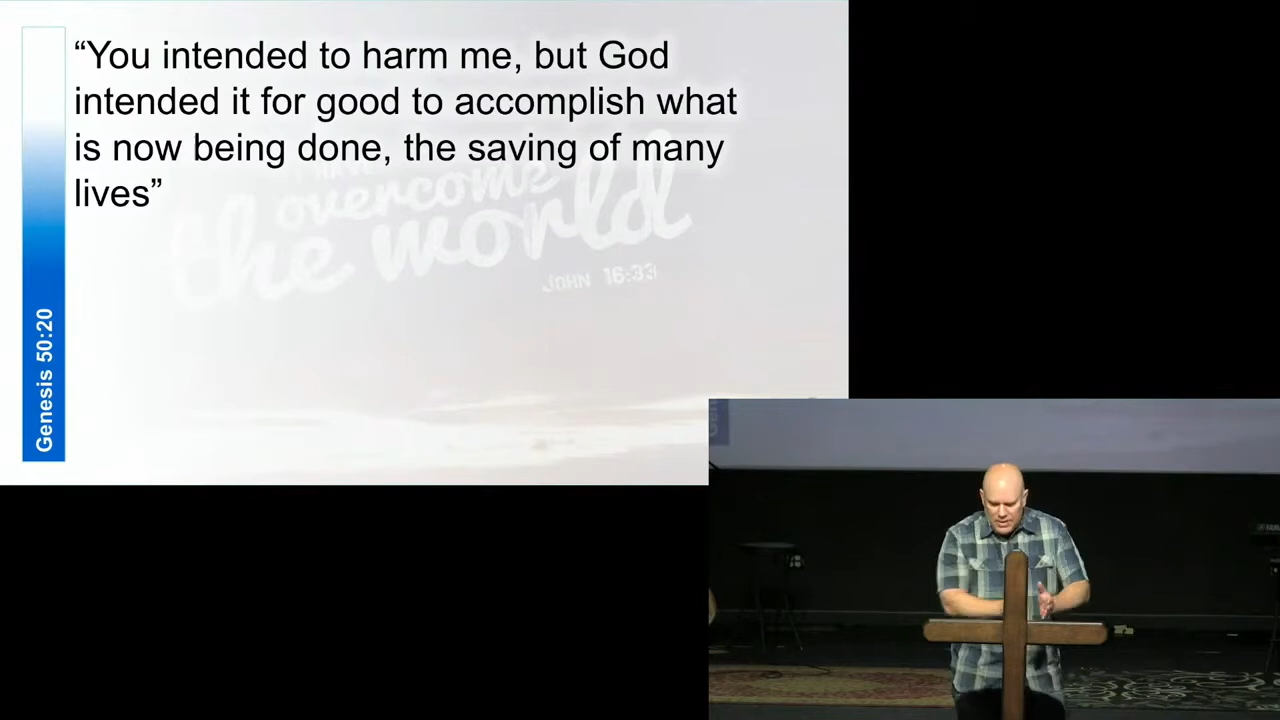 “You intended to harm me, but God
intended it for good to accomplish what
is now being done, the saving of many
lives”
overcome
the world
JOHN 16:33
Genesis 50:20